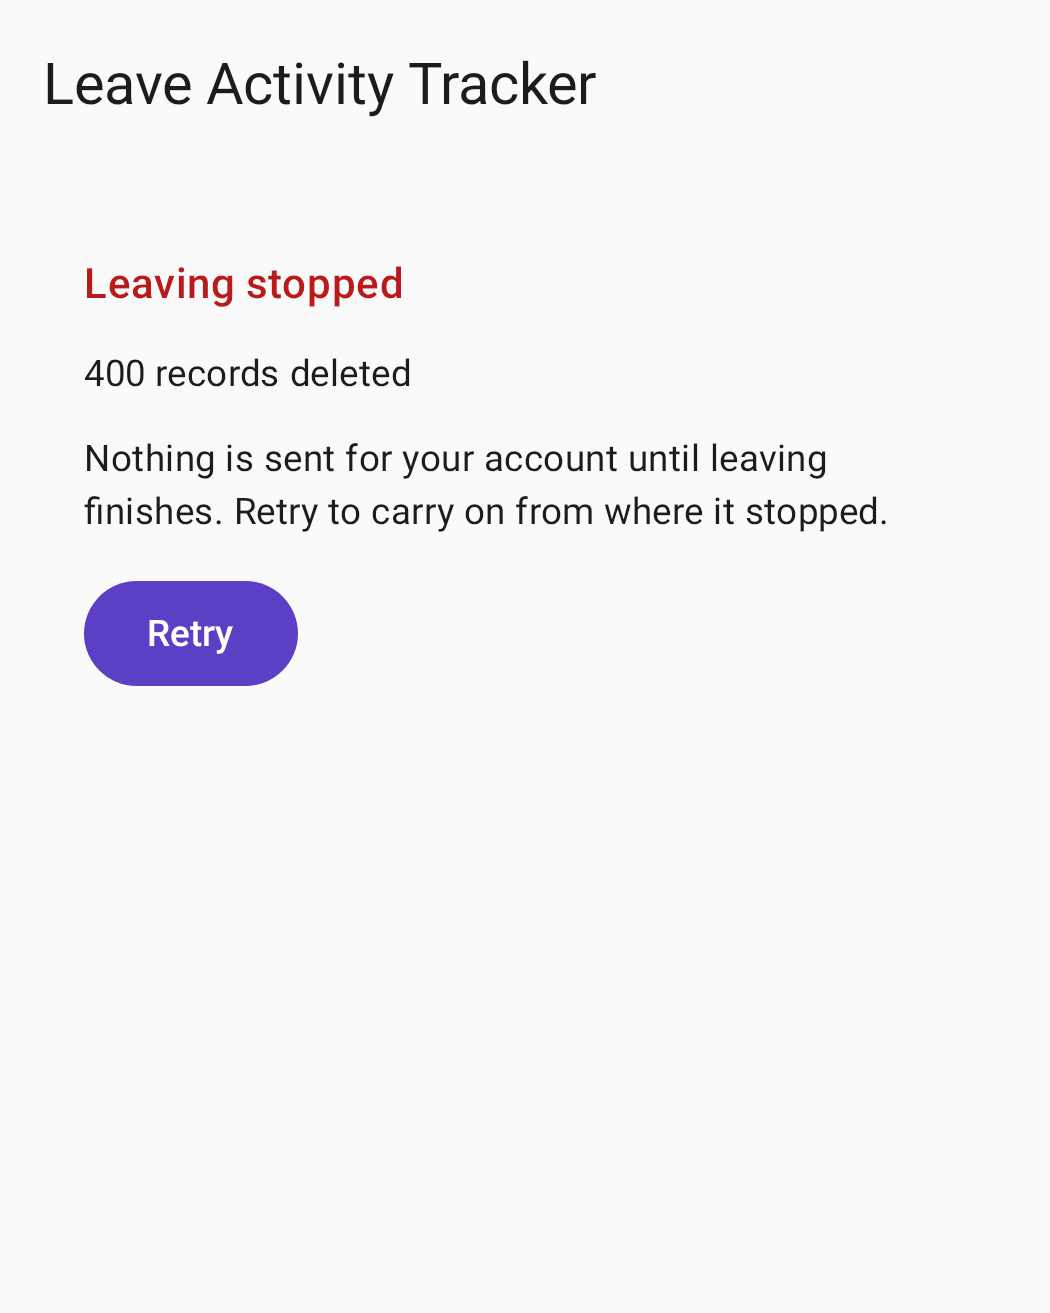 Leave Activity Tracker
Leaving stopped
400 records deleted
Nothing is sent for your account until leaving
finishes. Retry to carry on from where it stopped.
Retry